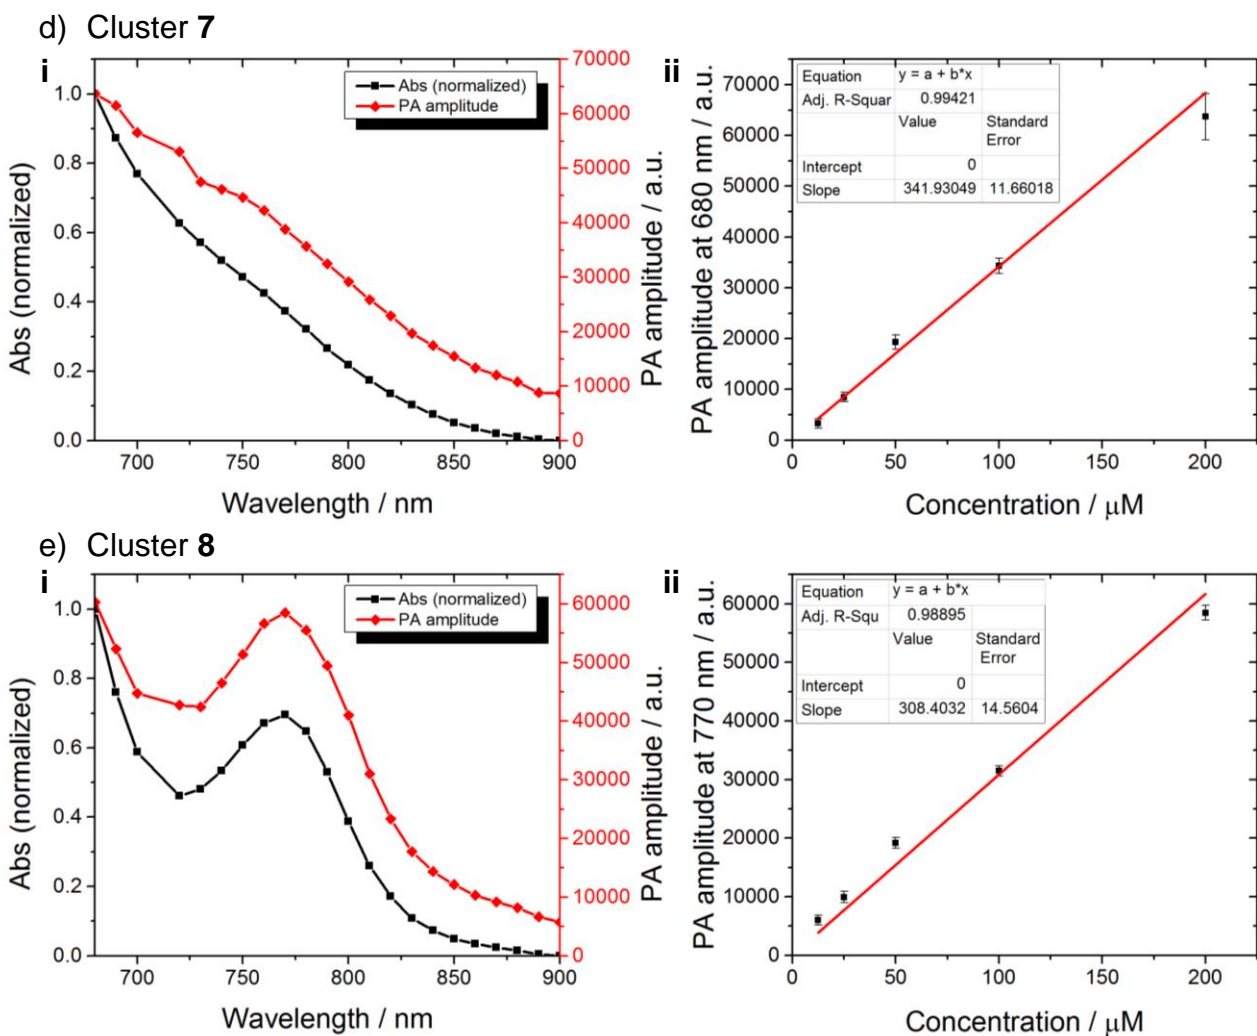 d) Cluster 7
i
Abs (normalized)
PA amplitude
Abs (normalized)
1.0
0.8
0.6
0.4
0.2
0.0
70000
60000
50000
40000
30000
20000
10000
0
PA amplitude / a.u.
700 750 800 850 900
Wavelength / nm
ii
Equation y = a + b*x
Adj. R-Squar 0.99421
Value Standard Error
Intercept 0
Slope 341.93049 11.66018
PA amplitude at 680 nm / a.u.
70000
60000
50000
40000
30000
20000
10000
0
0 50 100 150 200
Concentration / μM
e) Cluster 8
i
Abs (normalized)
PA amplitude
Abs (normalized)
1.0
0.8
0.6
0.4
0.2
0.0
60000
50000
40000
30000
20000
10000
0
PA amplitude / a.u.
700 750 800 850 900
Wavelength / nm
ii
Equation y = a + b*x
Adj. R-Squ 0.98895
Value Standard Error
Intercept 0
Slope 308.4032 14.5604
PA amplitude at 770 nm / a.u.
60000
50000
40000
30000
20000
10000
0
0 50 100 150 200
Concentration / μM